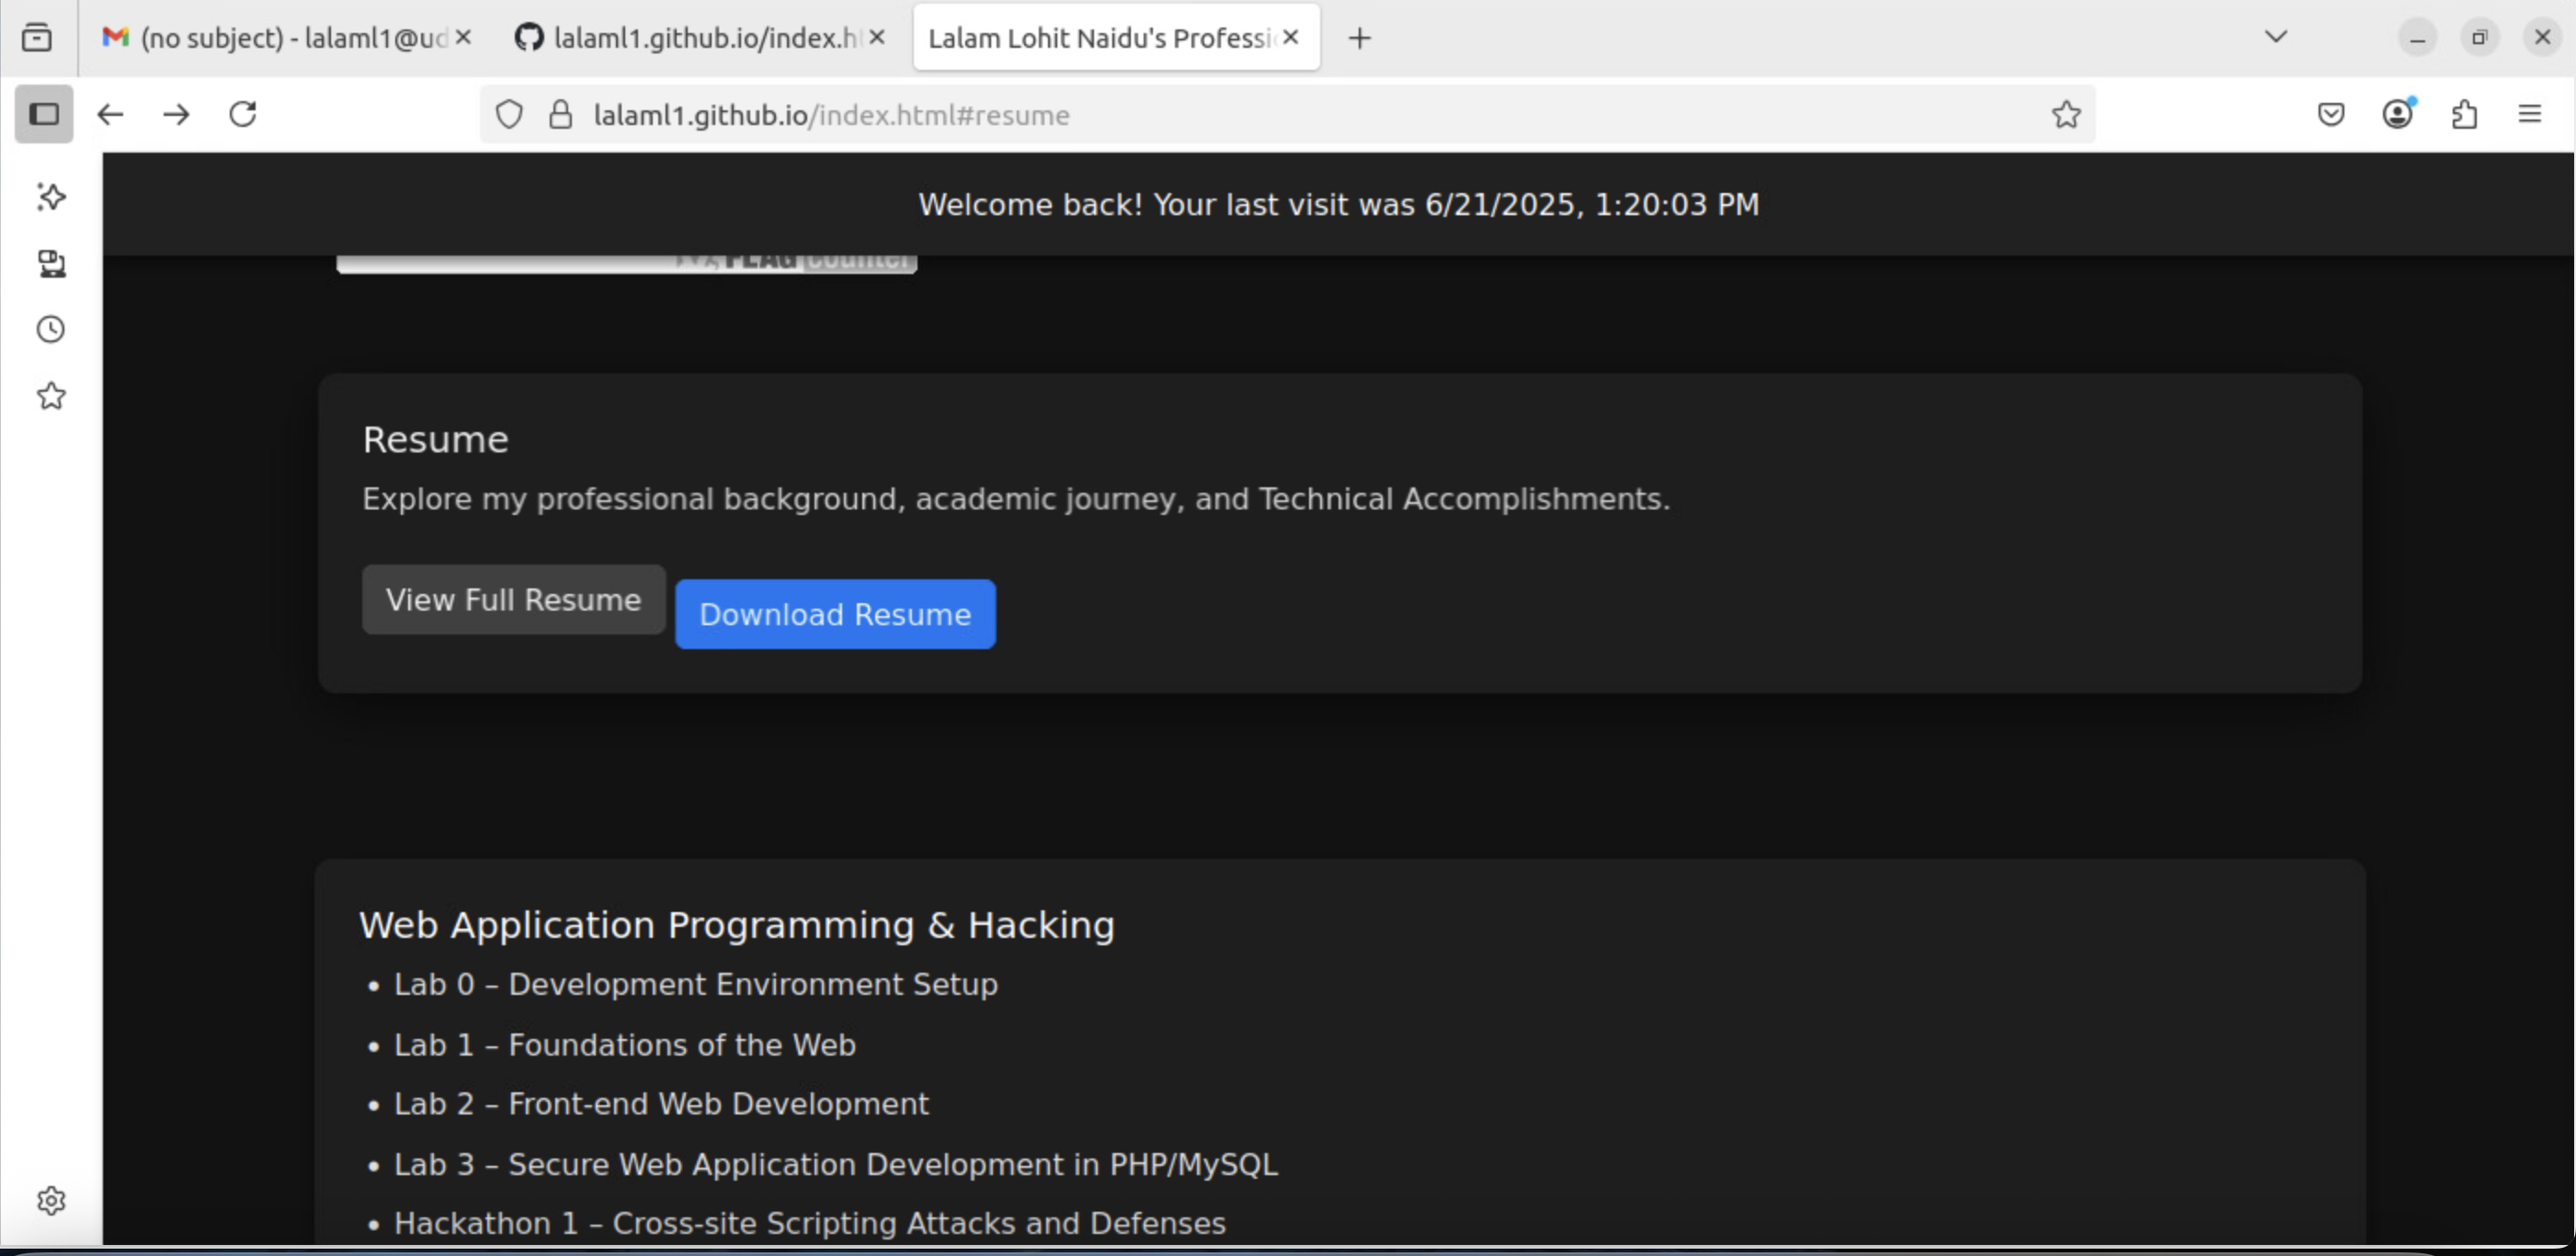 (no subject) - lalaml1@ud
lalaml1.github.io/index.h
Lalam Lohit Naidu's Professi
lalaml1.github.io/index.html#resume
Welcome back! Your last visit was 6/21/2025, 1:20:03 PM
FLAG counter
Resume
Explore my professional background, academic journey, and Technical Accomplishments.
View Full Resume
Download Resume
Web Application Programming & Hacking
• Lab 0 – Development Environment Setup
• Lab 1 – Foundations of the Web
• Lab 2 – Front-end Web Development
• Lab 3 – Secure Web Application Development in PHP/MySQL
• Hackathon 1 – Cross-site Scripting Attacks and Defenses